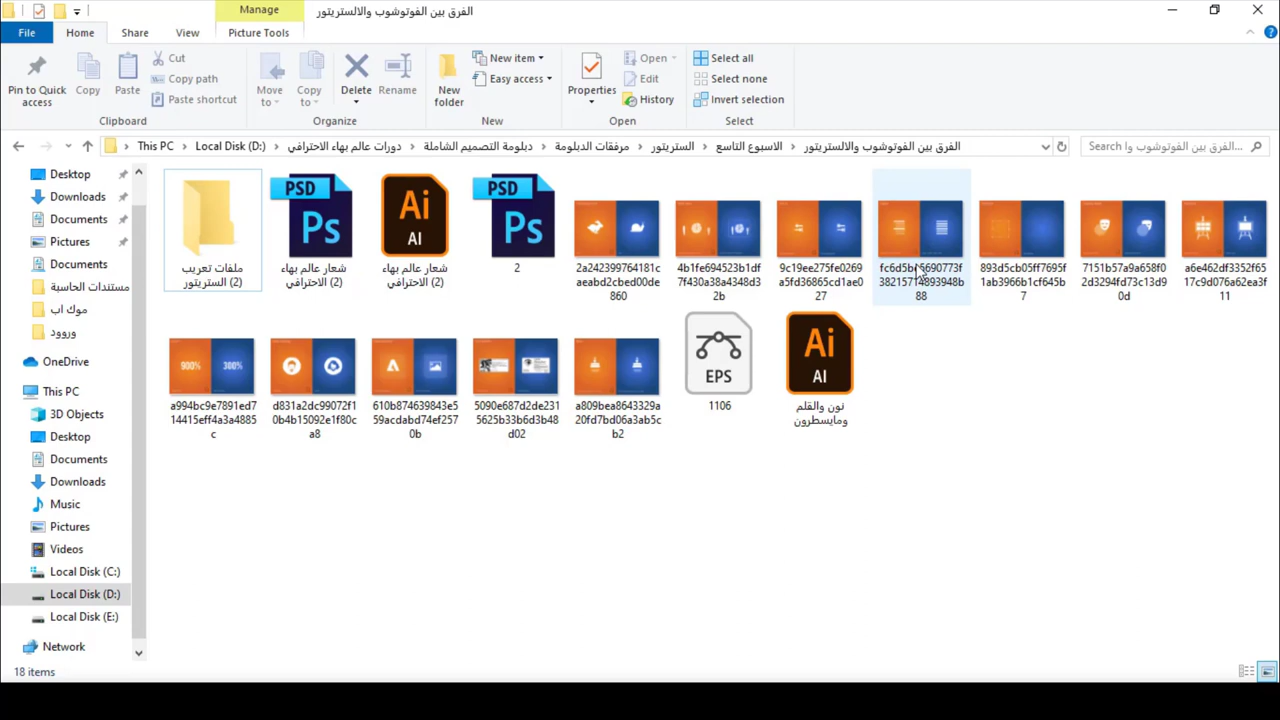 Manage
الفرق بين الفوتوشوب والالستريتور
File
Home
Share
View
Picture Tools
Pin to Quick access
Copy
Paste
Cut
Copy path
Paste shortcut
Clipboard
Move to
Copy to
Delete
Rename
Organize
New folder
New item
Easy access
New
Properties
Open
Edit
History
Open
Select all
Select none
Invert selection
Select
This PC
Local Disk (D:)
دورات عالم بهاء الاحترافي
دبلومة التصميم الشاملة
مرفقات الدبلومة
الستريتور
الاسبوع التاسع
الفرق بين الفوتوشوب والالستريتور
Search الفرق بين الفوتوشوب وا...
Desktop
Downloads
Documents
Pictures
Documents
مستندات الحاسبة
موك اب
وروود
OneDrive
This PC
3D Objects
Desktop
Documents
Downloads
Music
Pictures
Videos
Local Disk (C:)
Local Disk (D:)
Local Disk (E:)
Network
ملفات تعريب
الستريتور (2)
PSD
Ps
شعار عالم بهاء
الاحترافي (2)
Ai
AI
شعار عالم بهاء
الاحترافي (2)
PSD
Ps
2
2a242399764181c
aeabd2cbed00de
860
4b1fe694523b1df
7f430a38a4348d3
2b
9c19ee275fe0269
a5fd36865cd1ae0
27
88
893d5cb05ff7695f
1ab3966b1cf645b
7
7151b57a9a658f0
2d3294fd73c13d9
0d
a6e462df3352f65
17c9d076a62ea3f
11
900%
300%
a994bc9e7891ed7
14415eff4a3a4885
c
d831a2dc99072f1
0b4b15092e1f80c
a8
610b874639843e5
59acdabd74ef257
0b
5090e687d2de231
5625b33b6d3b48
d02
a809bea8643329a
20fd7bd06a3ab5c
b2
EPS
1106
Ai
AI
نون والقلم
ومايسطرون
18 items